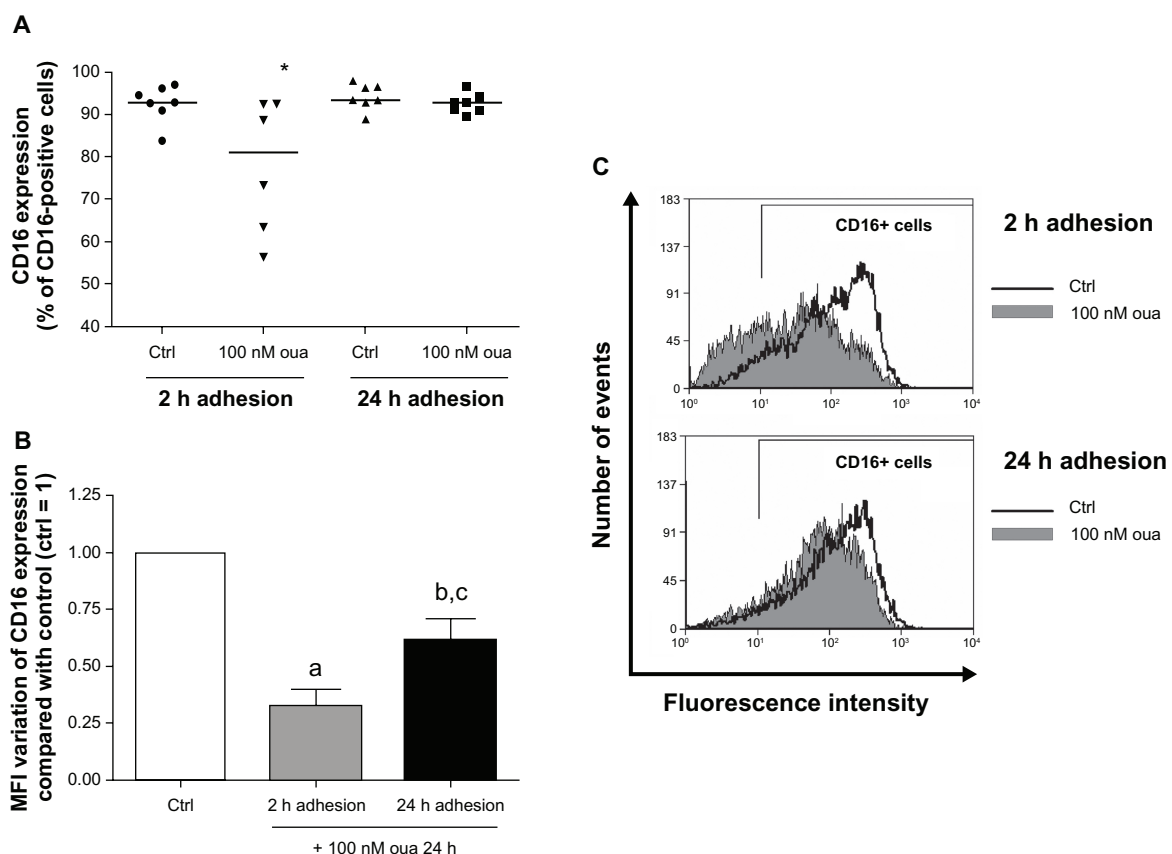 A
CD16 expression
(% of CD16-positive cells)
100
90
80
70
60
50
40
*
Ctrl
100 nM oua
Ctrl
100 nM oua
2 h adhesion
24 h adhesion
B
MFI variation of CD16 expression
compared with control (ctrl = 1)
1.25
1.00
0.75
0.50
0.25
0.00
a
b,c
Ctrl
2 h adhesion
24 h adhesion
+ 100 nM oua 24 h
C
Number of events
183
137
91
45
0
CD16+ cells
10⁰
10¹
10²
10³
10⁴
2 h adhesion
Ctrl
100 nM oua
183
137
91
45
0
CD16+ cells
10⁰
10¹
10²
10³
10⁴
24 h adhesion
Ctrl
100 nM oua
Fluorescence intensity